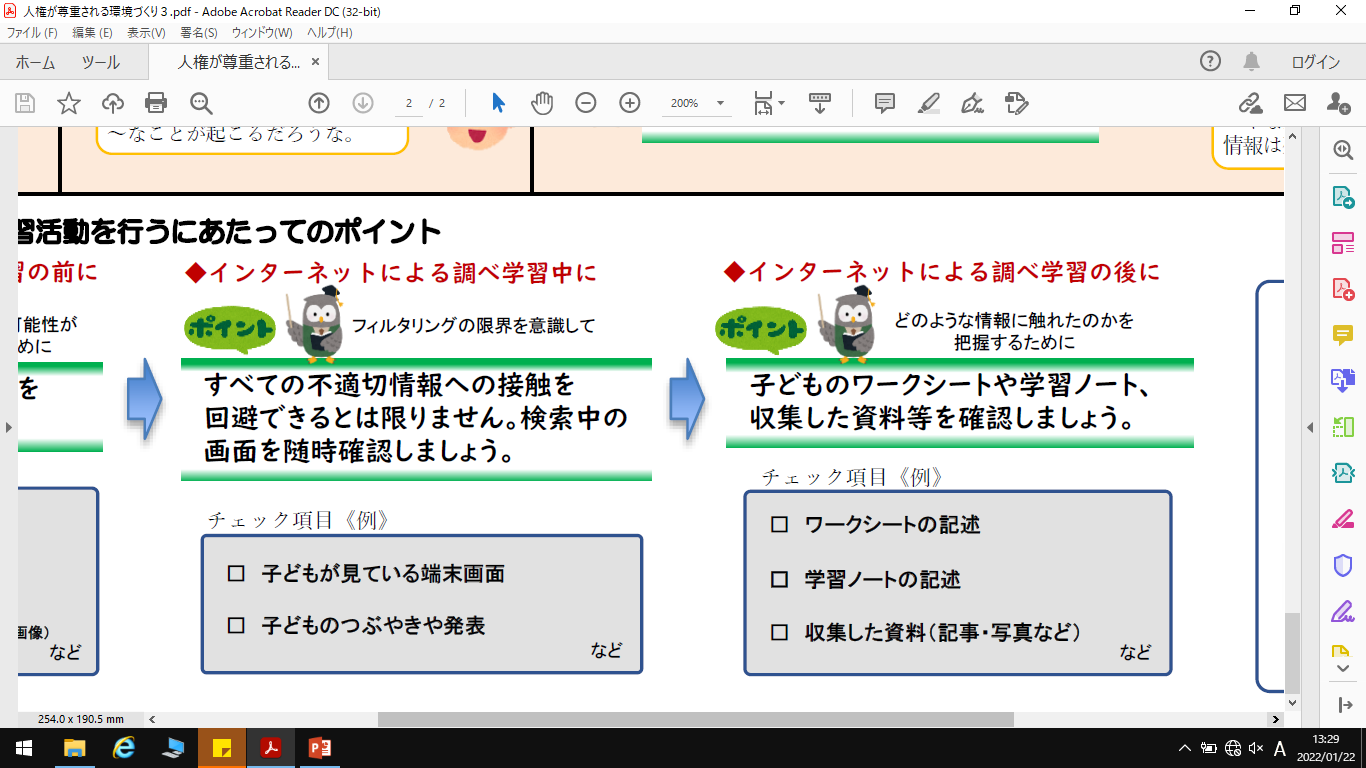 人権が尊重される環境づくり３.pdf - Adobe Acrobat Reader DC (32-bit)
ファイル(F) 編集(E) 表示(V) 署名(S) ウィンドウ(W) ヘルプ(H)
ホーム ツール 人権が尊重される... × ログイン
2 / 2 200%
～なことが起こるだろうな。
情報は
習活動を行うにあたってのポイント
習の前に
◆インターネットによる調べ学習中に
◆インターネットによる調べ学習の後に
可能性が
めに
ポイント
フィルタリングの限界を意識して
ポイント
どのような情報に触れたのかを
把握するために
を
すべての不適切情報への接触を
回避できるとは限りません。検索中の
画面を随時確認しましょう。
子どものワークシートや学習ノート、
収集した資料等を確認しましょう。
画像）
など
チェック項目《例》
□ 子どもが見ている端末画面
□ 子どものつぶやきや発表
など
チェック項目《例》
□ ワークシートの記述
□ 学習ノートの記述
□ 収集した資料（記事・写真など）
など
254.0 x 190.5 mm
A 13:29
2022/01/22